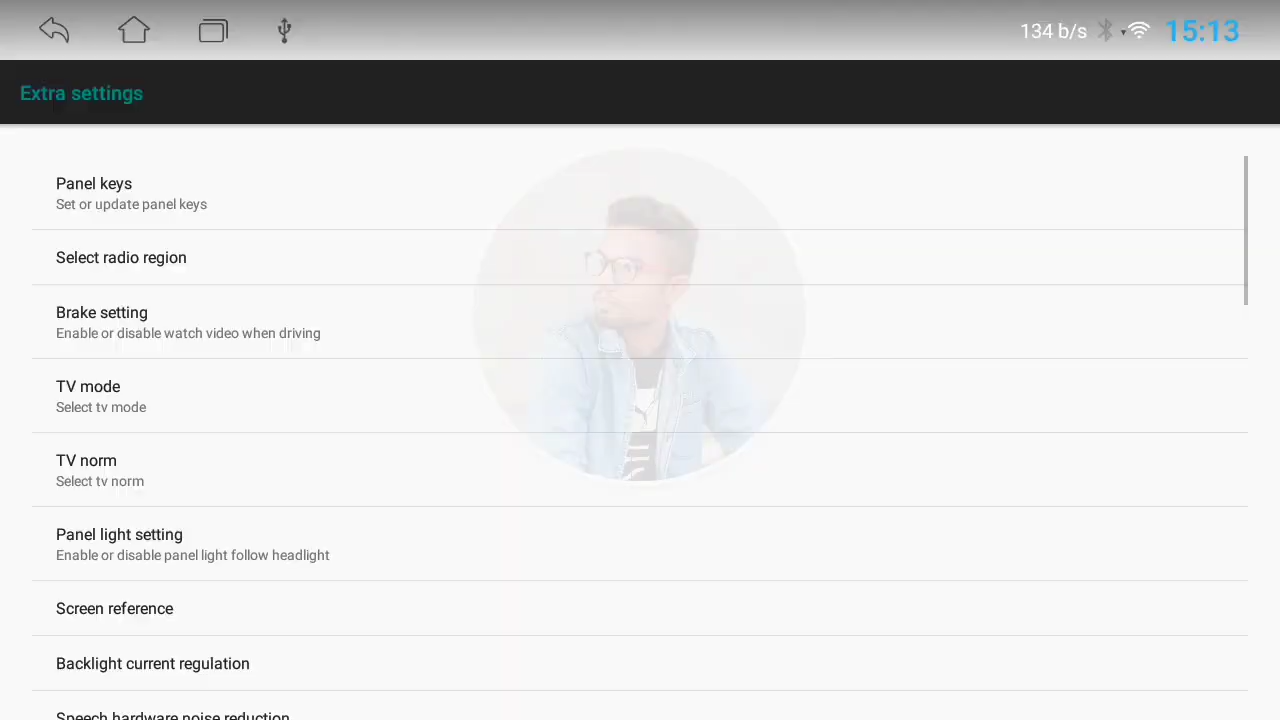 134 b/s
15:13
Extra settings
Panel keys
Set or update panel keys
Select radio region
Brake setting
Enable or disable watch video when driving
TV mode
Select tv mode
TV norm
Select tv norm
Panel light setting
Enable or disable panel light follow headlight
Screen reference
Backlight current regulation
Speech hardware noise reduction